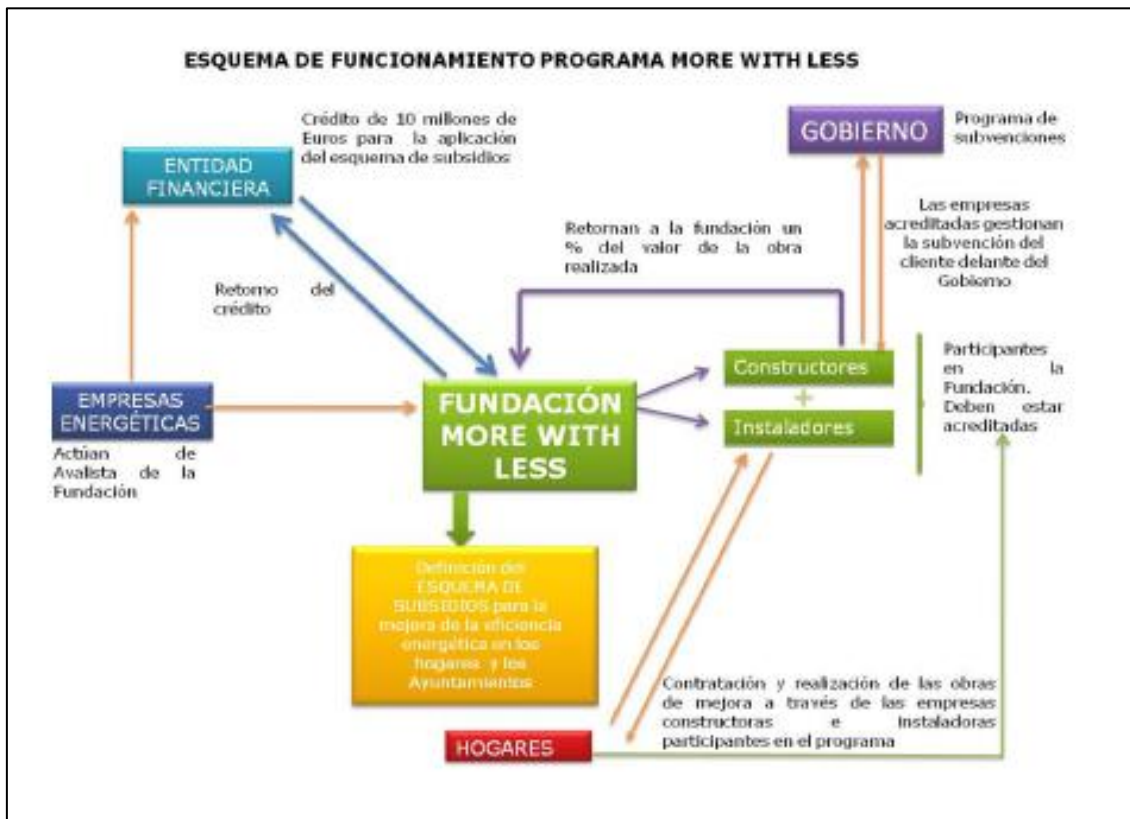 ESQUEMA DE FUNCIONAMIENTO PROGRAMA MORE WITH LESS
Crédito de 10 millones de
Euros para la aplicación
del esquema de subsidios
GOBIERNO
Programa de
subvenciones
ENTIDAD
FINANCIERA
Las empresas
acreditadas gestionan
la subvención del
cliente delante del
Gobierno
Retornan a la fundación un
% del valor de la obra
realizada
Retorno del
crédito
Constructores
+
Instaladores
Participantes
en la
Fundación.
Deben estar
acreditadas
EMPRESAS
ENERGÉTICAS
Actúan de
Avalista de la
Fundación
FUNDACIÓN
MORE WITH
LESS
Definición del
ESQUEMA DE
SUBSIDIOS para la
mejora de la eficiencia
energética en los
hogares y los
Ayuntamientos
Contratación y realización de las obras
de mejora a través de las empresas
constructoras e instaladoras
participantes en el programa
HOGARES